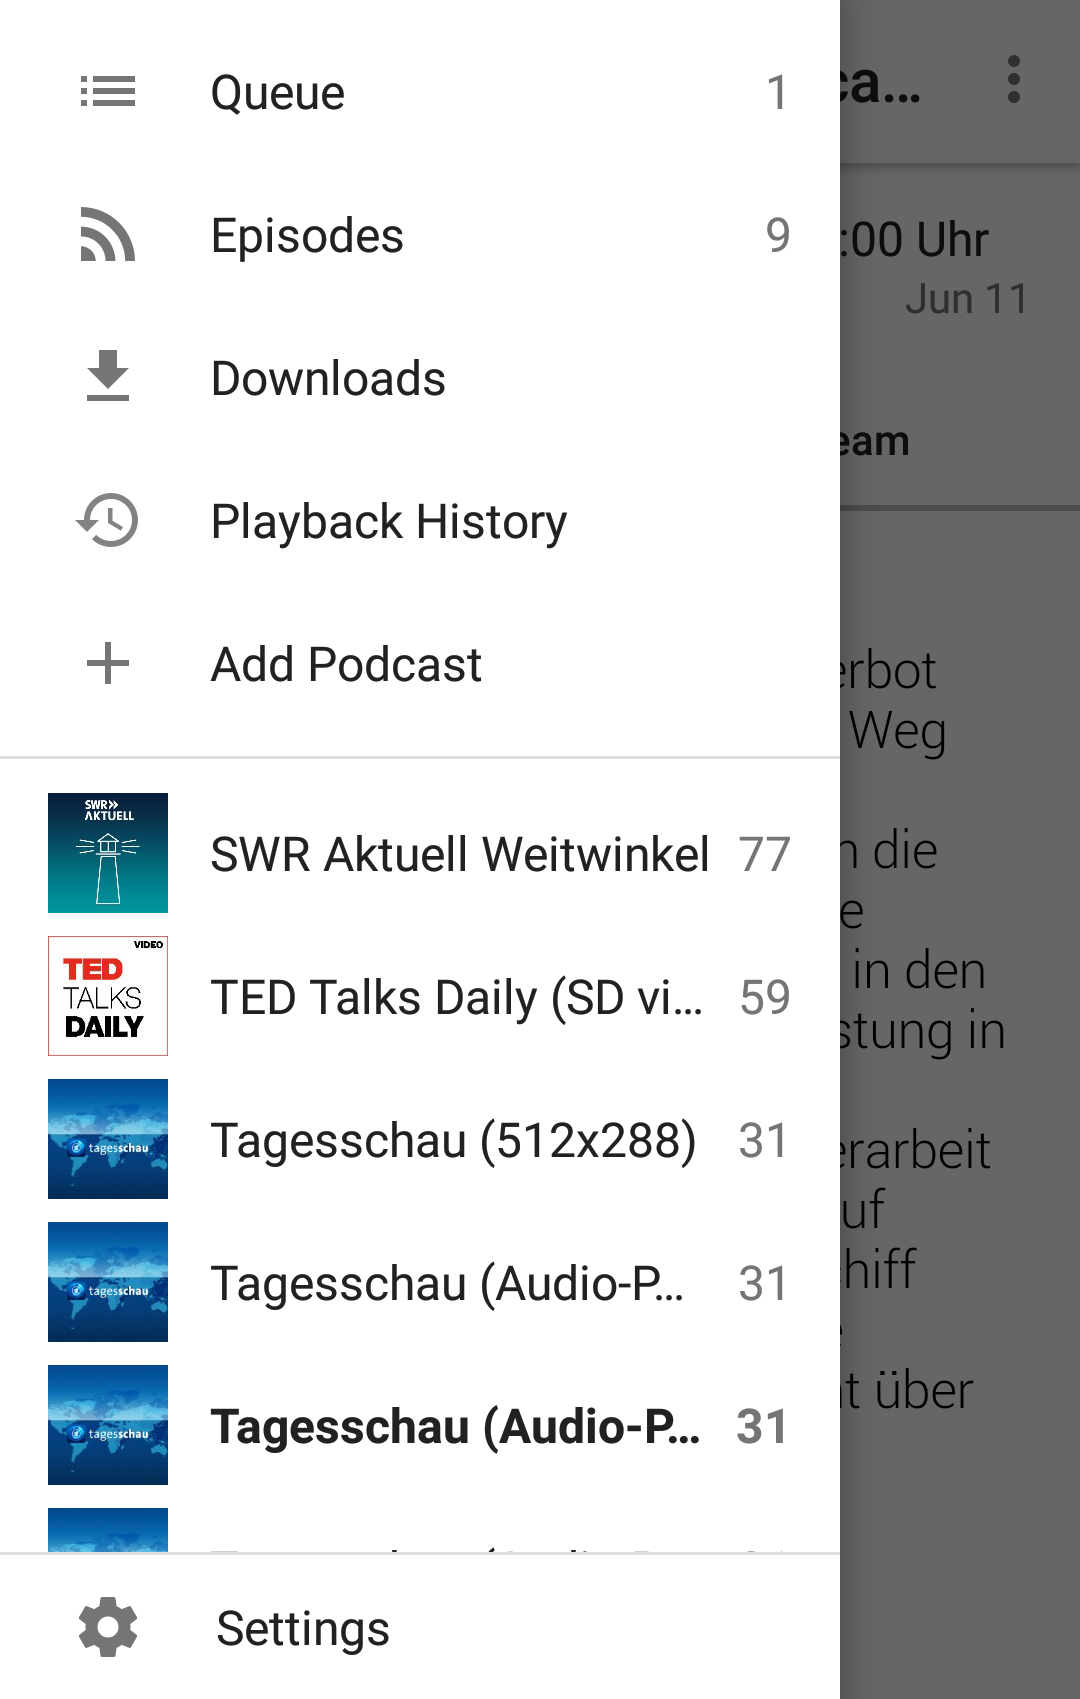 Queue 1
Episodes 9
Downloads
Playback History
Add Podcast
SWR»
AKTUELL
SWR Aktuell Weitwinkel 77
VIDEO
TED
TALKS
DAILY
TED Talks Daily (SD vi... 59
tagesschau
Tagesschau (512x288) 31
tagesschau
Tagesschau (Audio-P... 31
tagesschau
Tagesschau (Audio-P... 31
Settings
ca...
:00 Uhr
Jun 11
eam
erbot
Weg
n die
e
in den
stung in
erarbeit
uf
hiff
e
nt über